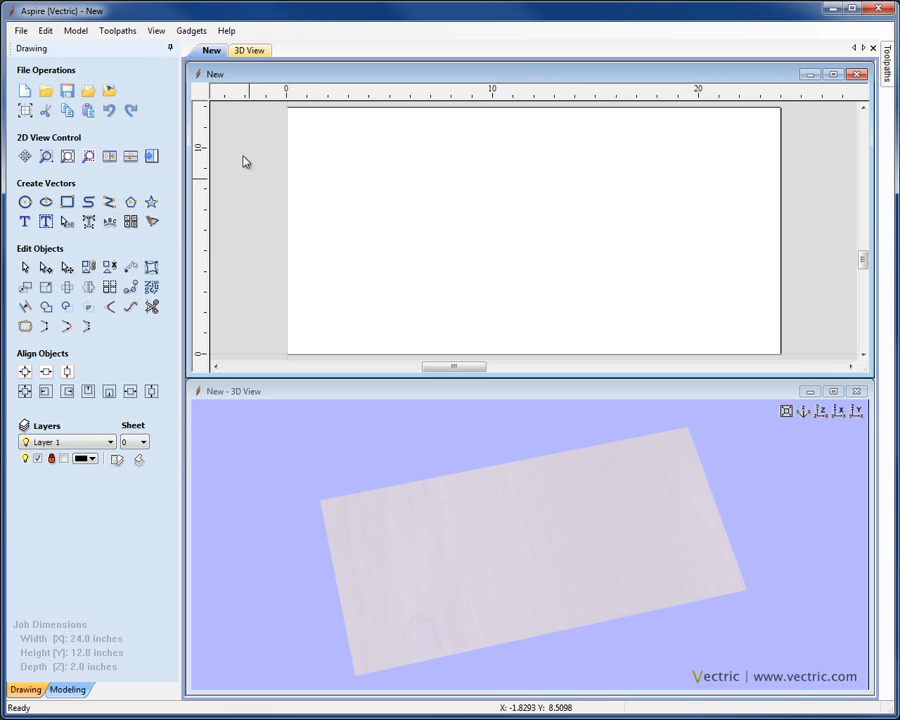 Aspire (Vectric) - New
File Edit Model Toolpaths View Gadgets Help
Drawing
New 3D View
Toolpaths
File Operations
2D View Control
Create Vectors
Edit Objects
Align Objects
Layers Sheet
Layer 1 0
Job Dimensions
Width (X): 24.0 inches
Height (Y): 12.0 inches
Depth (Z): 2.0 inches
Drawing Modeling
New
0 10 20
10
0
New - 3D View
Z X Y
Vectric | www.vectric.com
Ready X: -1.8293 Y: 8.5098